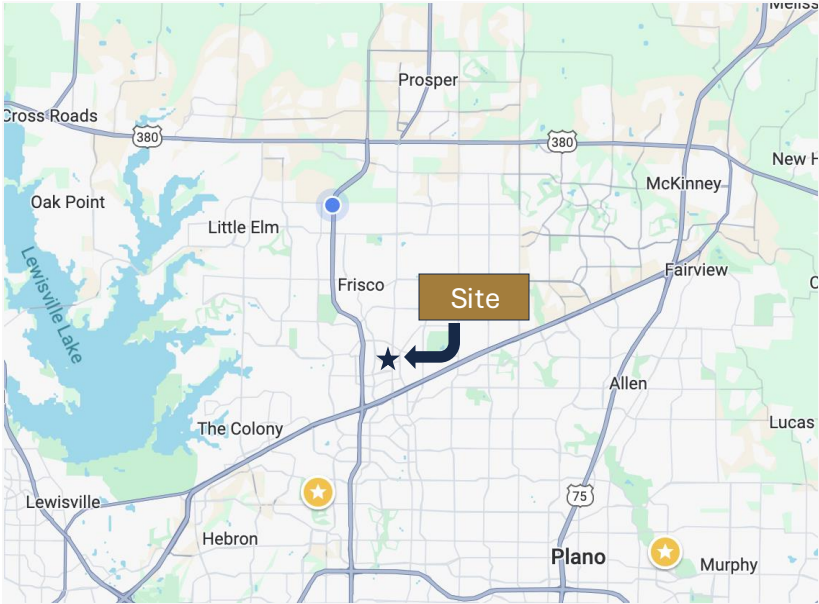 Meliss
Prosper
Cross Roads
380
380
New H
McKinney
Oak Point
Little Elm
Lewisville Lake
Fairview
Frisco
C
Site
Allen
The Colony
Lucas
Lewisville
75
Hebron
Plano
Murphy